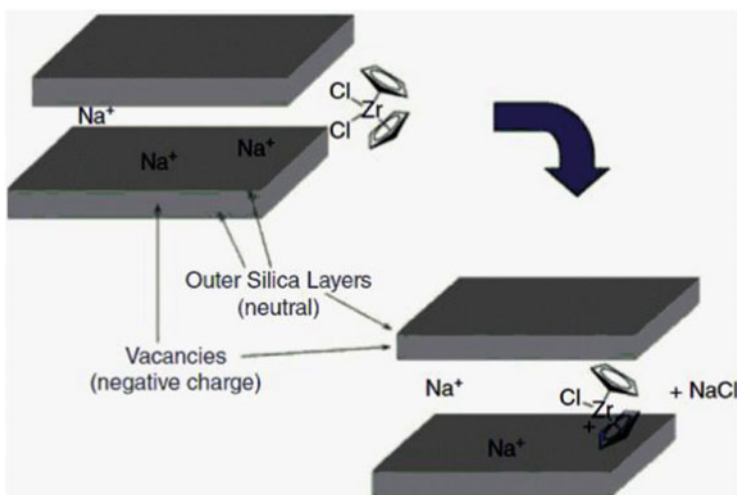 Cl
Zr
Na⁺
Cl
Na⁺
Na⁺
Outer Silica Layers
(neutral)
Vacancies
(negative charge)
Na⁺
Cl
Zr
+
+ NaCl
Na⁺